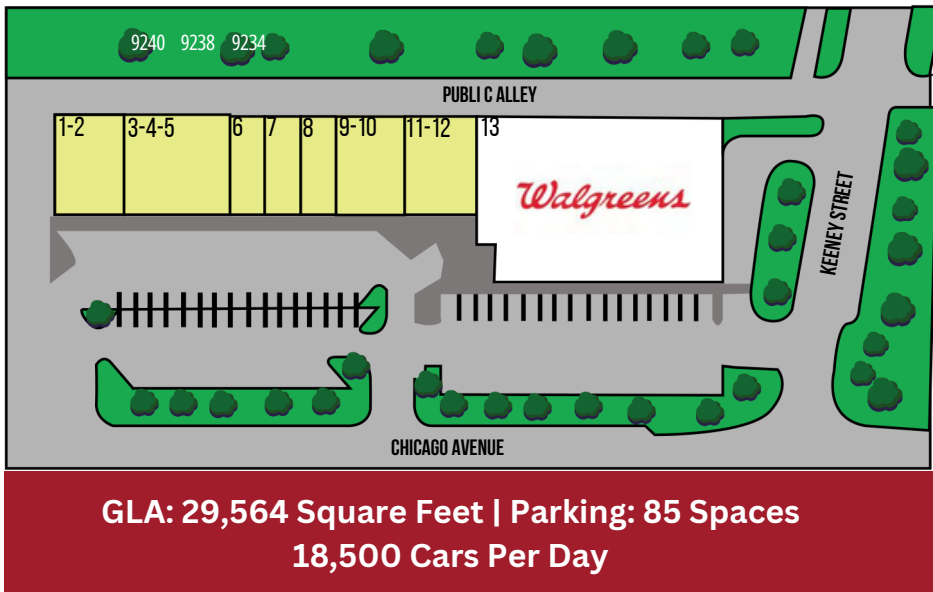 9240 9238 9234
PUBLI C ALLEY
1-2 3-4-5 6 7 8 9-10 11-12 13
Walgreens
KEENEY STREET
CHICAGO AVENUE
GLA: 29,564 Square Feet | Parking: 85 Spaces
18,500 Cars Per Day